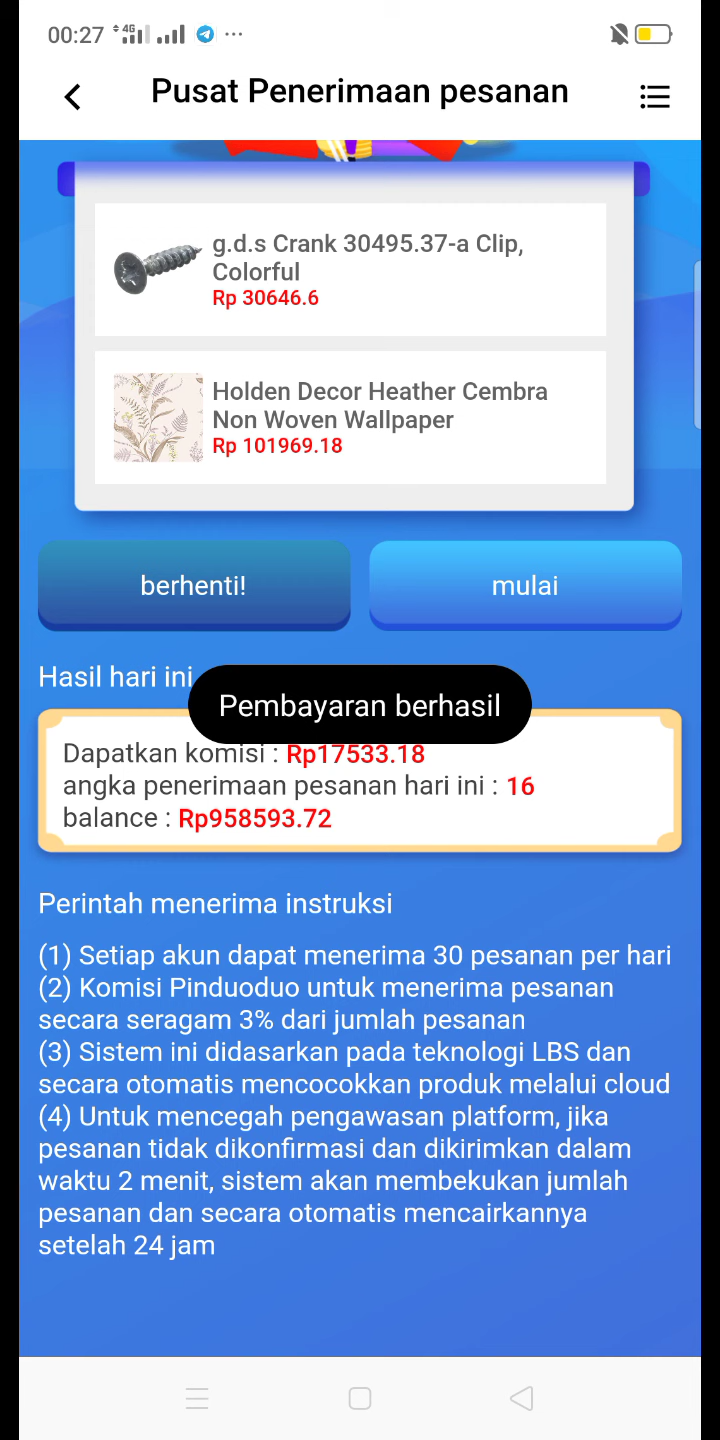 00:27 4G ...
Pusat Penerimaan pesanan
g.d.s Crank 30495.37-a Clip,
Colorful
Rp 30646.6
Holden Decor Heather Cembra
Non Woven Wallpaper
Rp 101969.18
berhenti!
mulai
Hasil hari ini
Pembayaran berhasil
Dapatkan komisi : Rp17533.18
angka penerimaan pesanan hari ini : 16
balance : Rp958593.72
Perintah menerima instruksi
(1) Setiap akun dapat menerima 30 pesanan per hari
(2) Komisi Pinduoduo untuk menerima pesanan
secara seragam 3% dari jumlah pesanan
(3) Sistem ini didasarkan pada teknologi LBS dan
secara otomatis mencocokkan produk melalui cloud
(4) Untuk mencegah pengawasan platform, jika
pesanan tidak dikonfirmasi dan dikirimkan dalam
waktu 2 menit, sistem akan membekukan jumlah
pesanan dan secara otomatis mencairkannya
setelah 24 jam